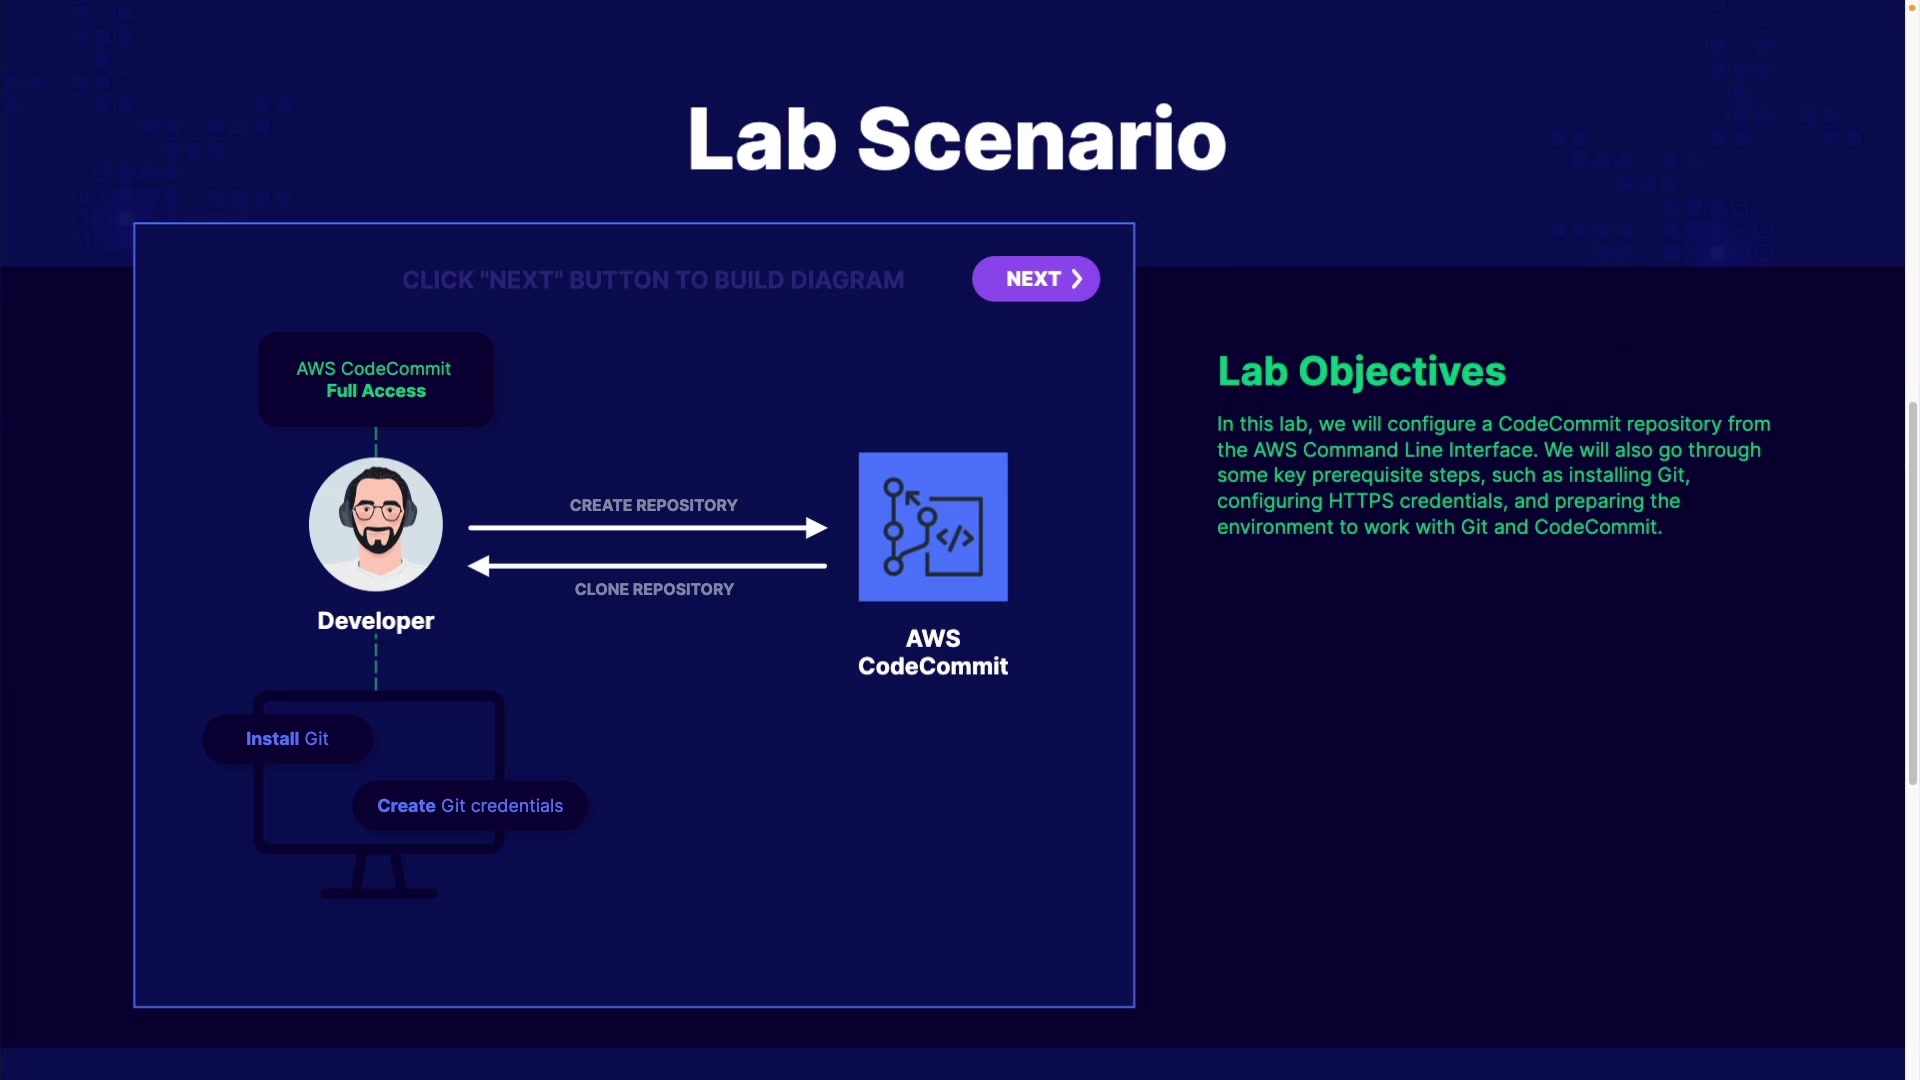 Lab Scenario
CLICK "NEXT" BUTTON TO BUILD DIAGRAM
NEXT
AWS CodeCommit
Full Access
CREATE REPOSITORY
</>
CLONE REPOSITORY
Developer
AWS
CodeCommit
Install Git
Create Git credentials
Lab Objectives
In this lab, we will configure a CodeCommit repository from
the AWS Command Line Interface. We will also go through
some key prerequisite steps, such as installing Git,
configuring HTTPS credentials, and preparing the
environment to work with Git and CodeCommit.